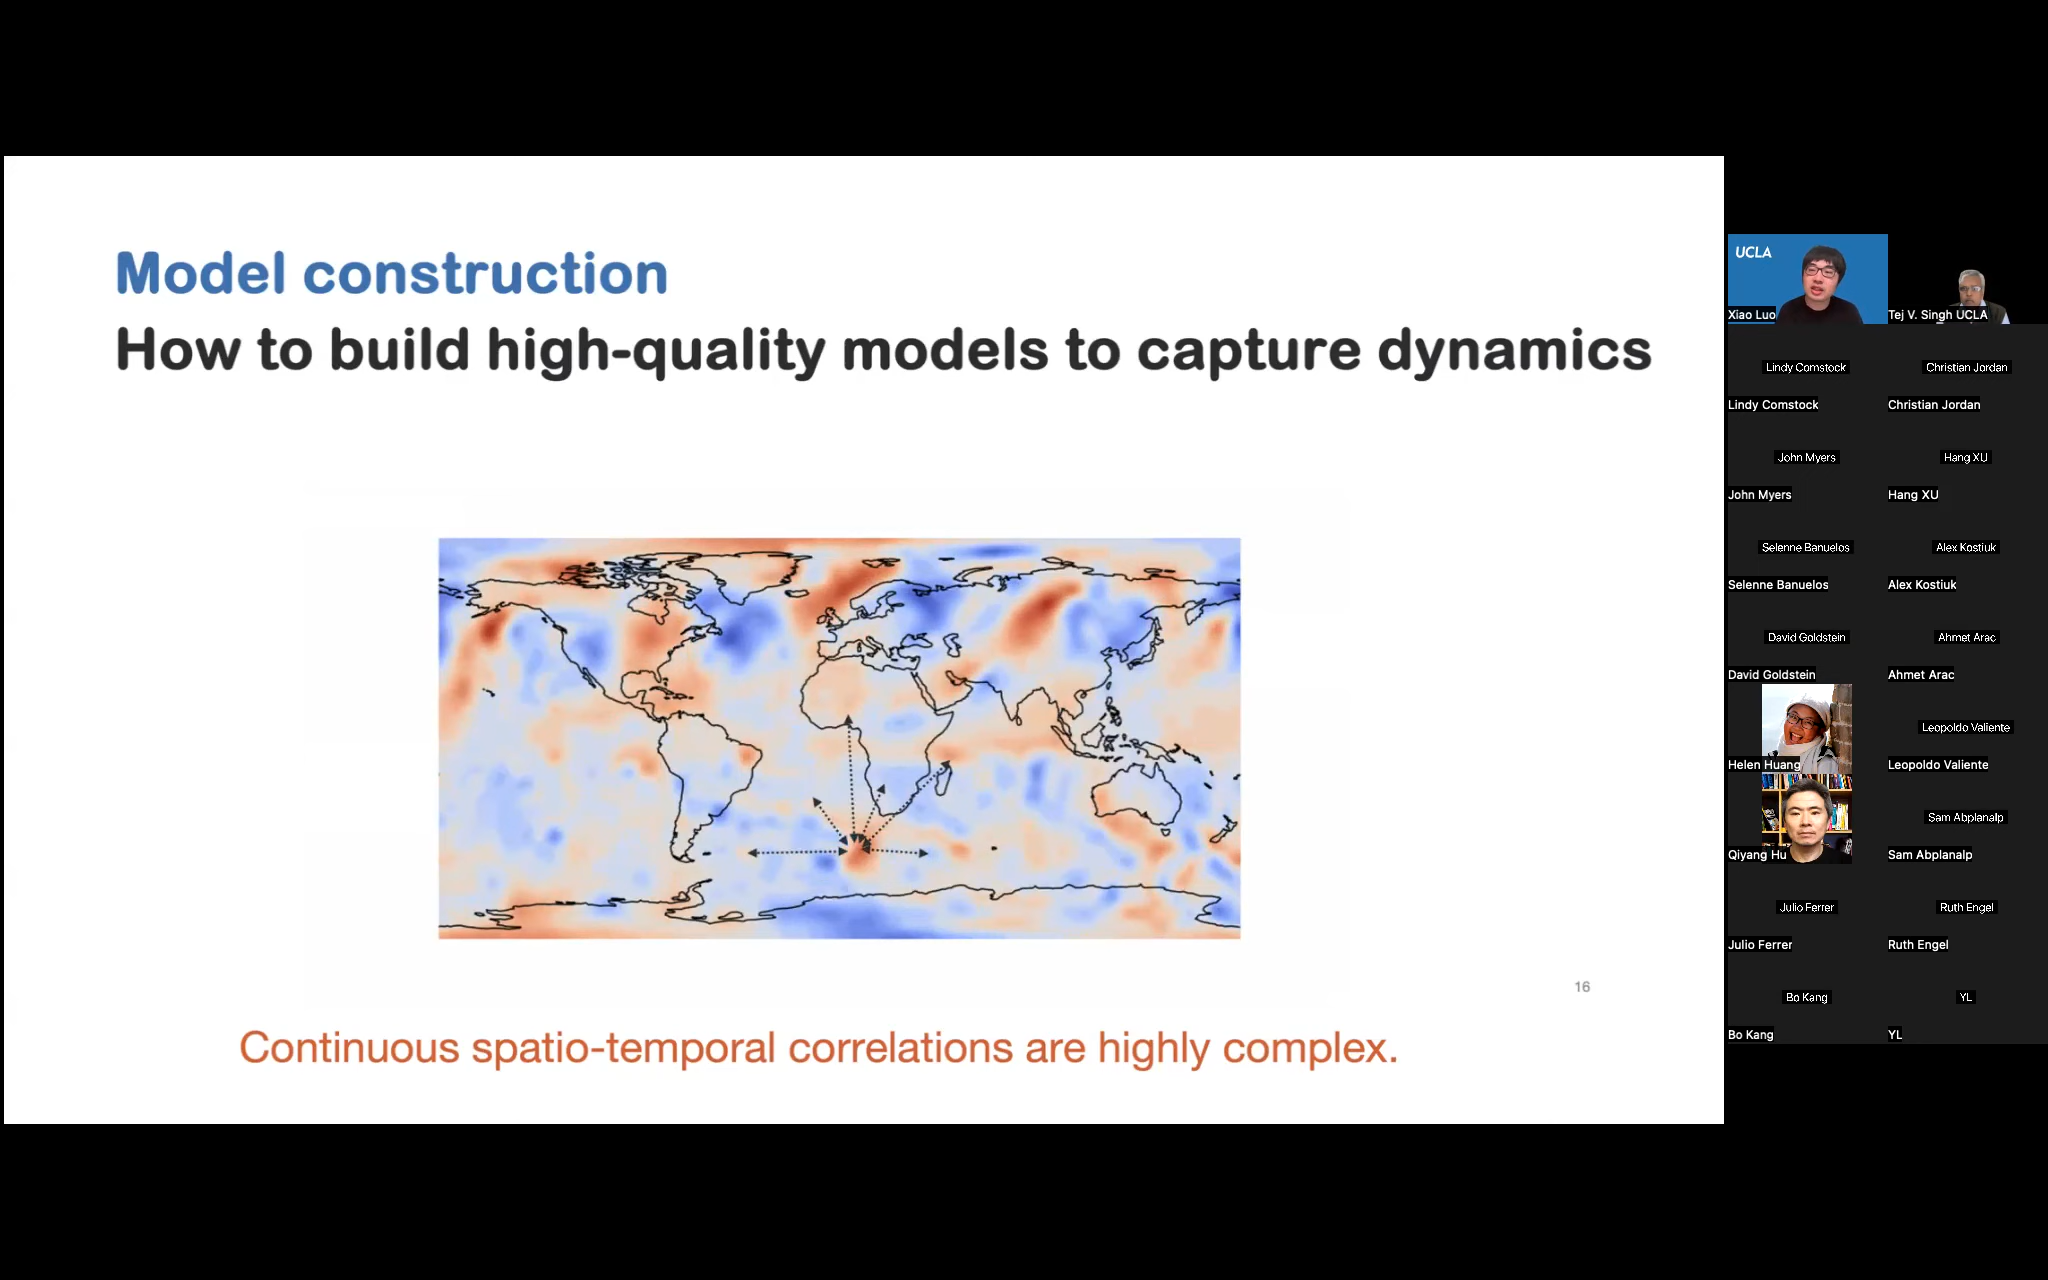 Model construction
How to build high-quality models to capture dynamics
16
Continuous spatio-temporal correlations are highly complex.
UCLA
Xiao Luo
Tej V. Singh UCLA
Lindy Comstock
Christian Jordan
Lindy Comstock
Christian Jordan
John Myers
Hang XU
John Myers
Hang XU
Selenne Banuelos
Alex Kostiuk
Selenne Banuelos
Alex Kostiuk
David Goldstein
Ahmet Arac
David Goldstein
Ahmet Arac
Leopoldo Valiente
Helen Huang
Leopoldo Valiente
Sam Abplanalp
Qiyang Hu
Sam Abplanalp
Julio Ferrer
Ruth Engel
Julio Ferrer
Ruth Engel
Bo Kang
YL
Bo Kang
YL